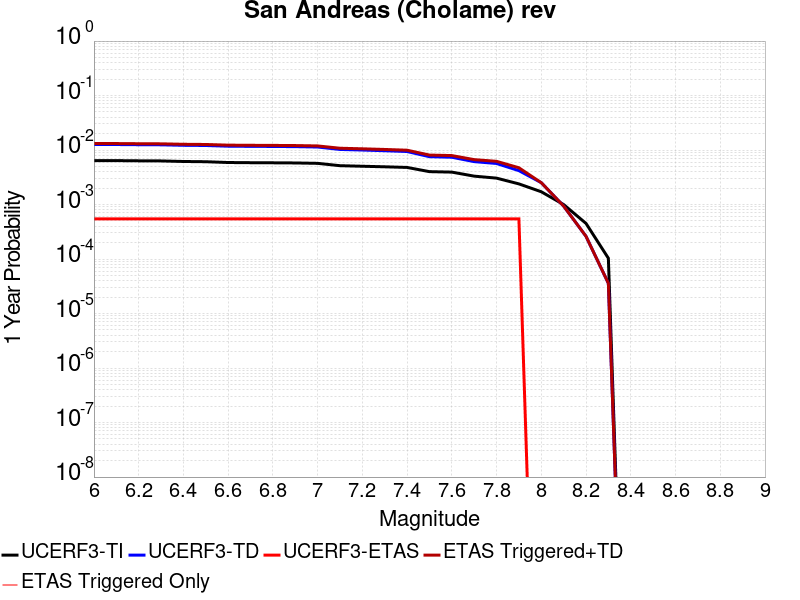 San Andreas (Cholame) rev
10^0
10^-1
10^-2
10^-3
10^-4
10^-5
10^-6
10^-7
10^-8
1 Year Probability
6 6.2 6.4 6.6 6.8 7 7.2 7.4 7.6 7.8 8 8.2 8.4 8.6 8.8 9
Magnitude
UCERF3-TI UCERF3-TD UCERF3-ETAS ETAS Triggered+TD
ETAS Triggered Only